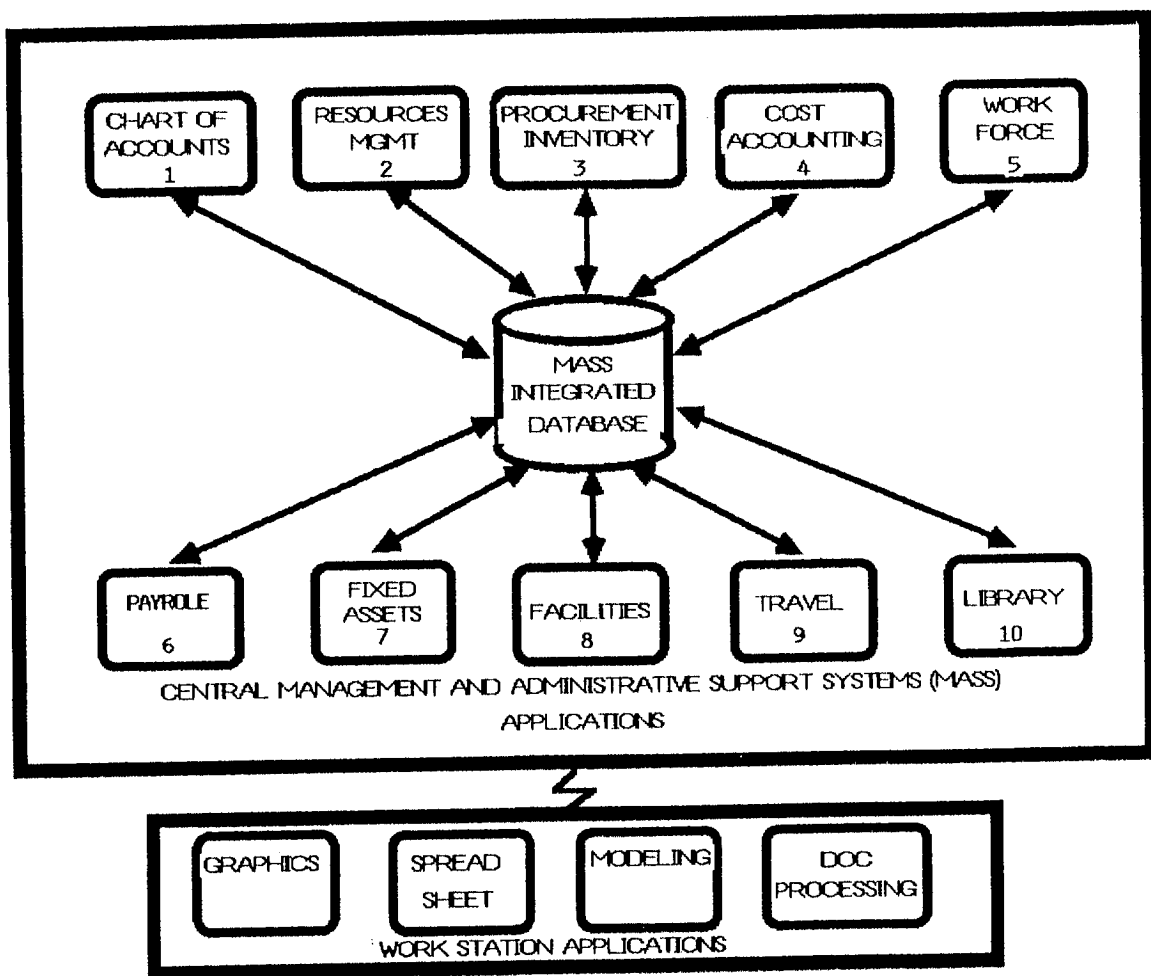 CHART OF
ACCOUNTS
1
RESOURCES
MGMT
2
PROCUREMENT
INVENTORY
3
COST
ACCOUNTING
4
WORK
FORCE
5
MASS
INTEGRATED
DATABASE
PAYROLE
6
FIXED
ASSETS
7
FACILITIES
8
TRAVEL
9
LIBRARY
10
CENTRAL MANAGEMENT AND ADMINISTRATIVE SUPPORT SYSTEMS (MASS)
APPLICATIONS
GRAPHICS
SPREAD
SHEET
MODELING
DOC
PROCESSING
WORK STATION APPLICATIONS